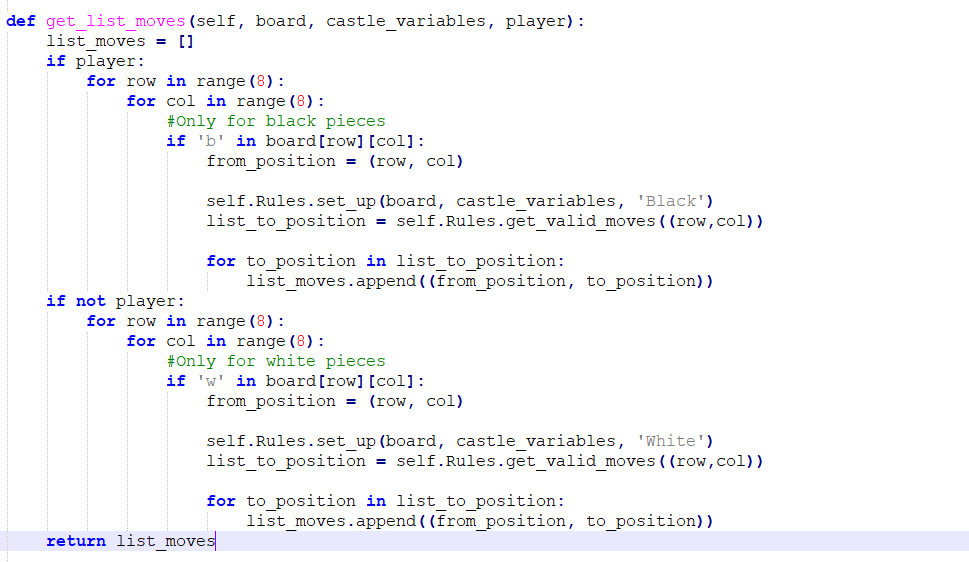 def get_list_moves(self, board, castle_variables, player):
    list_moves = []
    if player:
        for row in range(8):
            for col in range(8):
                #Only for black pieces
                if 'b' in board[row][col]:
                    from_position = (row, col)

                    self.Rules.set_up(board, castle_variables, 'Black')
                    list_to_position = self.Rules.get_valid_moves((row,col))

                    for to_position in list_to_position:
                        list_moves.append((from_position, to_position))
    if not player:
        for row in range(8):
            for col in range(8):
                #Only for white pieces
                if 'w' in board[row][col]:
                    from_position = (row, col)

                    self.Rules.set_up(board, castle_variables, 'White')
                    list_to_position = self.Rules.get_valid_moves((row,col))

                    for to_position in list_to_position:
                        list_moves.append((from_position, to_position))
    return list_moves